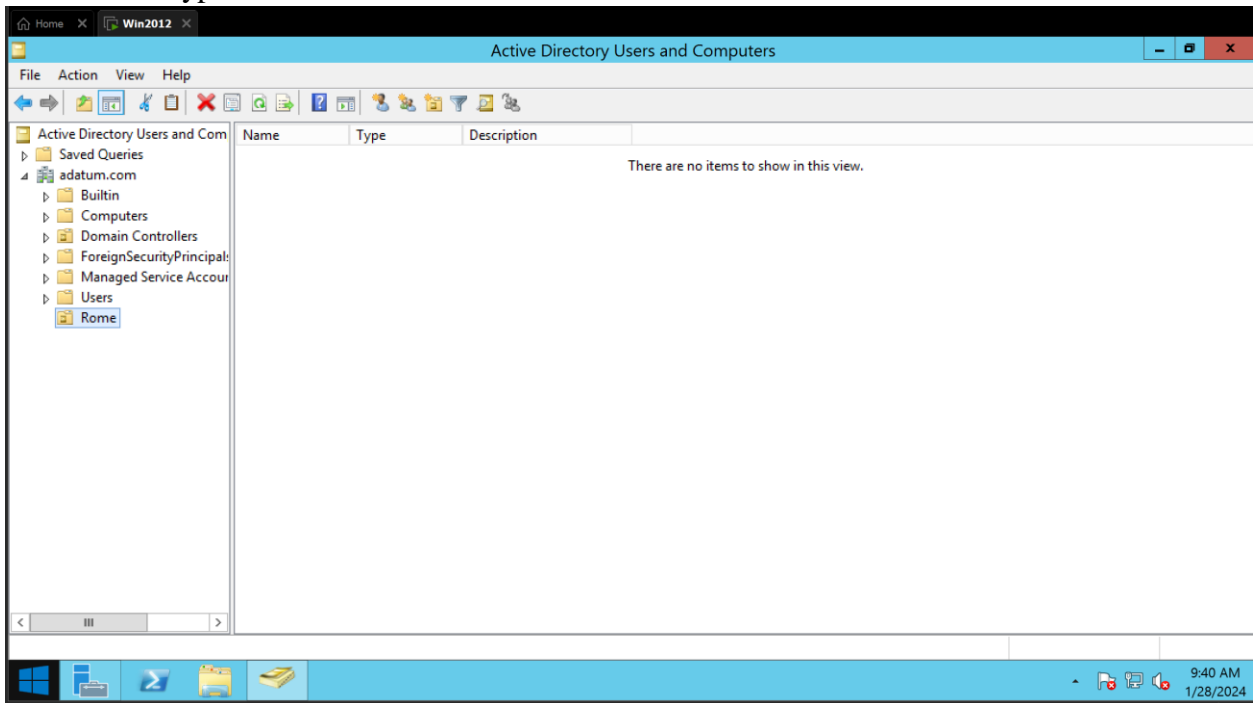 Home
Win2012
Active Directory Users and Computers
File Action View Help
Active Directory Users and Com
Name Type Description
Saved Queries
There are no items to show in this view.
adatum.com
Builtin
Computers
Domain Controllers
ForeignSecurityPrincipals
Managed Service Accour
Users
Rome
9:40 AM
1/28/2024